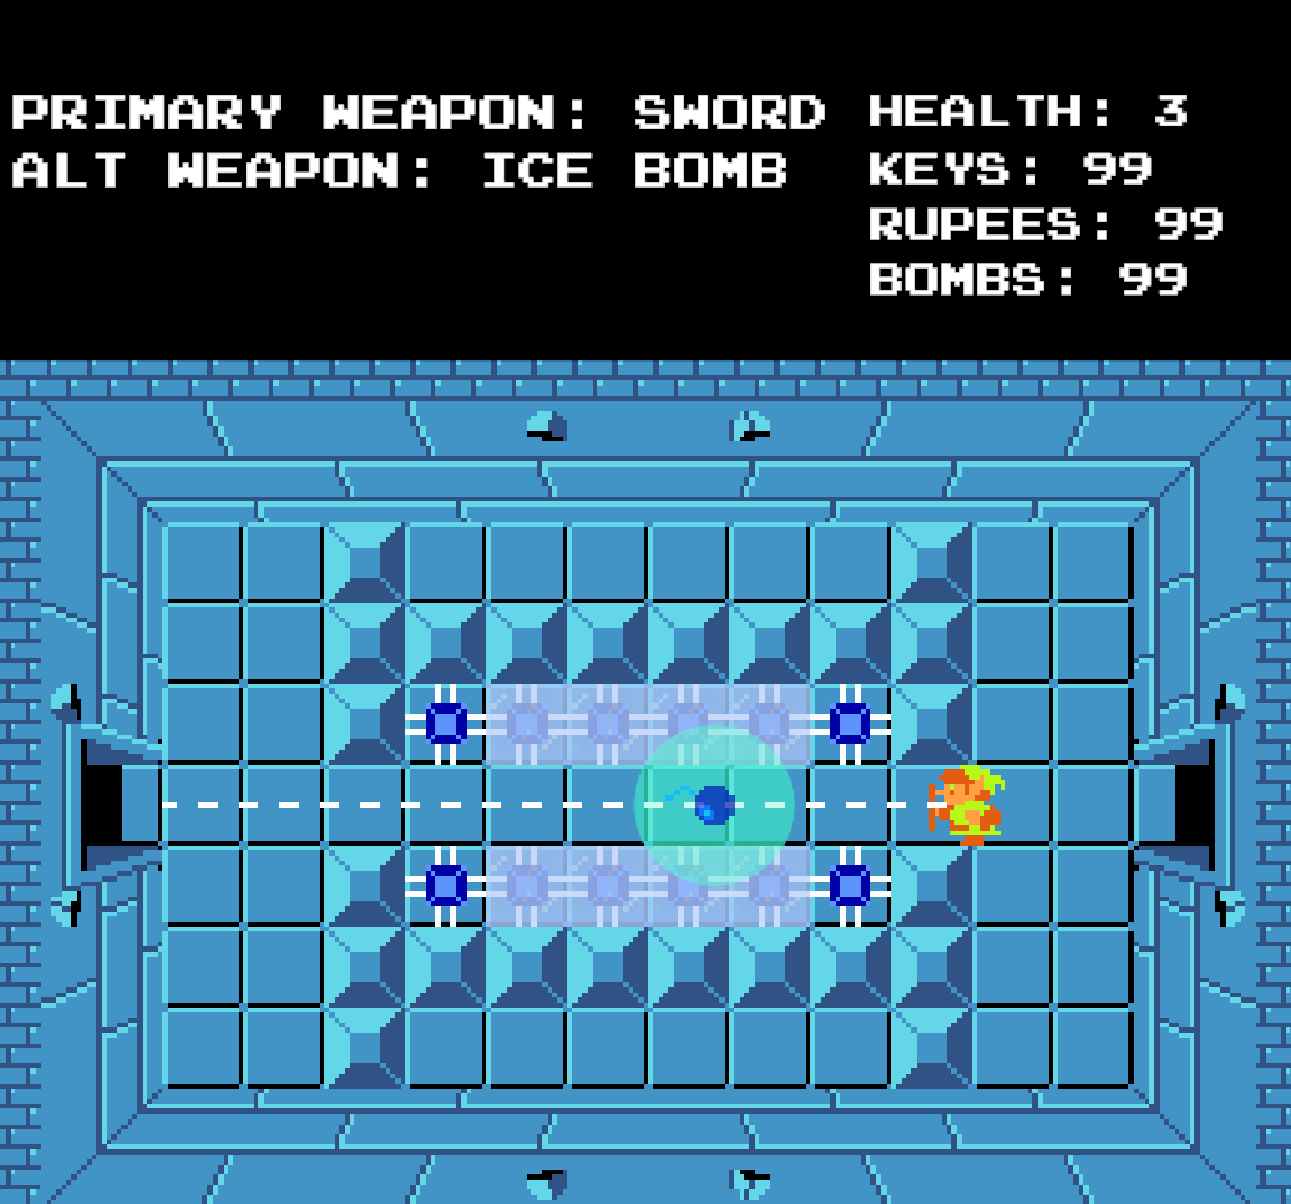 PRIMARY WEAPON: SWORD
ALT WEAPON: ICE BOMB
HEALTH: 3
KEYS: 99
RUPEES: 99
BOMBS: 99